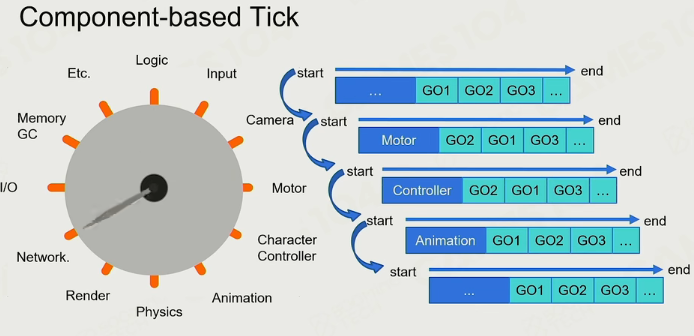 Component-based Tick
Logic
Input
Camera
Motor
Character
Controller
Animation
Physics
Render
Network.
I/O
Memory
GC
Etc.
start end
... GO1 GO2 GO3 ...
start end
Motor GO2 GO1 GO3 ...
start end
Controller GO2 GO1 GO3 ...
start end
Animation GO1 GO2 GO3 ...
start end
... GO1 GO2 GO3 ...